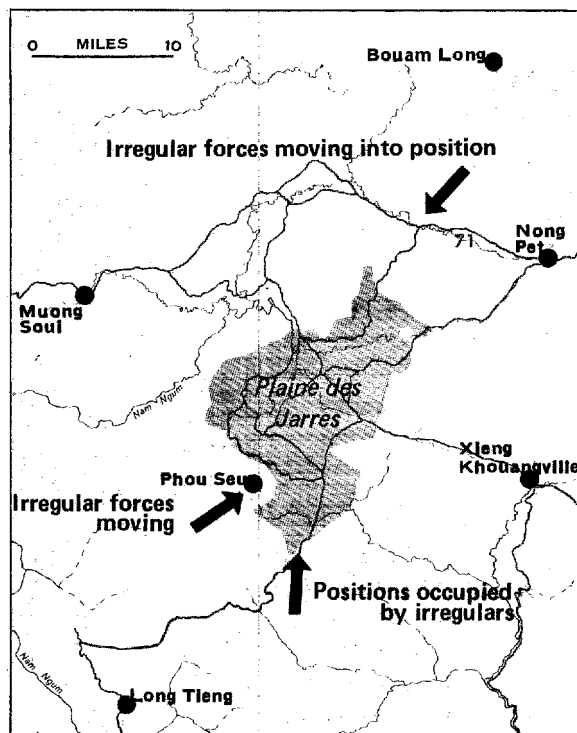 0 MILES 10
Bouam Long
Irregular forces moving into position
71
Nong
Pet
Muong
Soui
Nam Ngum
Plaine des
Jarres
Xieng
Khouangville
Phou Seu
Irregular forces
moving
Positions occupied
by irregulars
Nam Ngum
Long Tieng